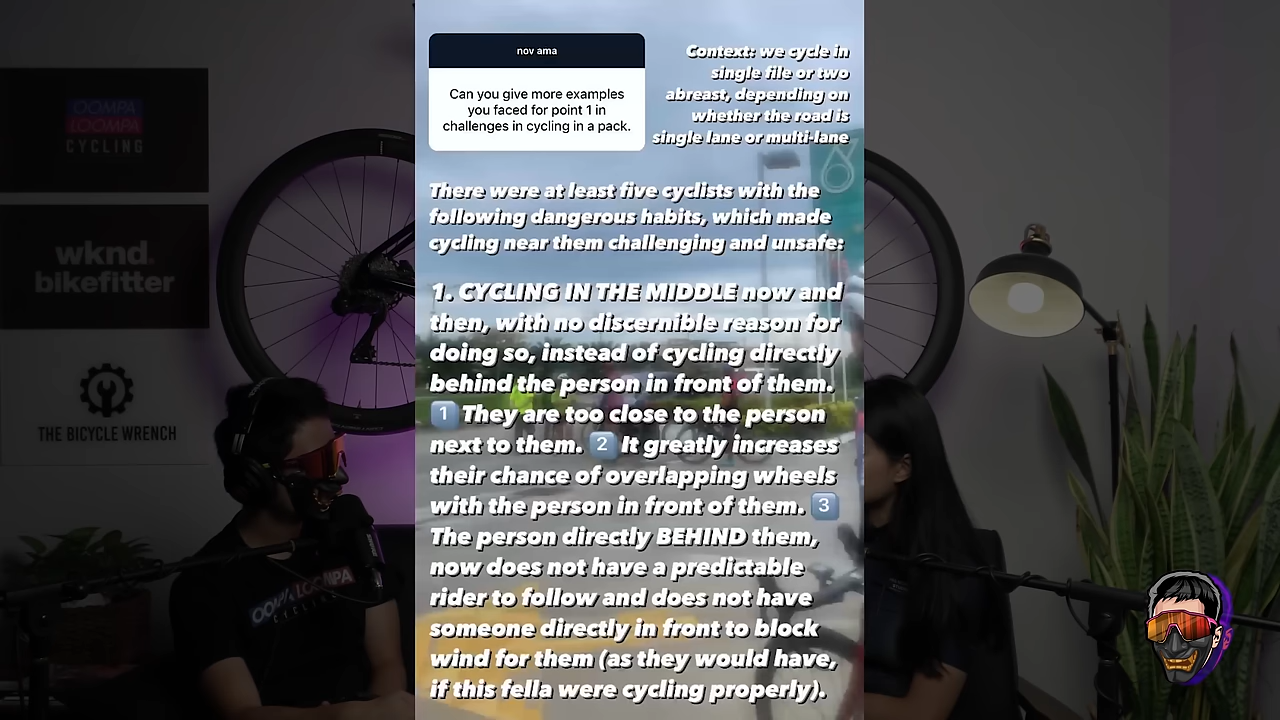 OOMPA
LOOMPA
CYCLING
wknd
bikefitter
THE BICYCLE WRENCH
OOMPA LOOMPA
nov ama
Can you give more examples
you faced for point 1 in
challenges in cycling in a pack.
Context: we cycle in
single file or two
abreast, depending on
whether the road is
single lane or multi-lane
There were at least five cyclists with the
following dangerous habits, which made
cycling near them challenging and unsafe:
1. CYCLING IN THE MIDDLE now and
then, with no discernible reason for
doing so, instead of cycling directly
behind the person in front of them.
1 They are too close to the person
next to them. 2 It greatly increases
their chance of overlapping wheels
with the person in front of them. 3
The person directly BEHIND them,
now does not have a predictable
rider to follow and does not have
someone directly in front to block
wind for them (as they would have,
if this fella were cycling properly).